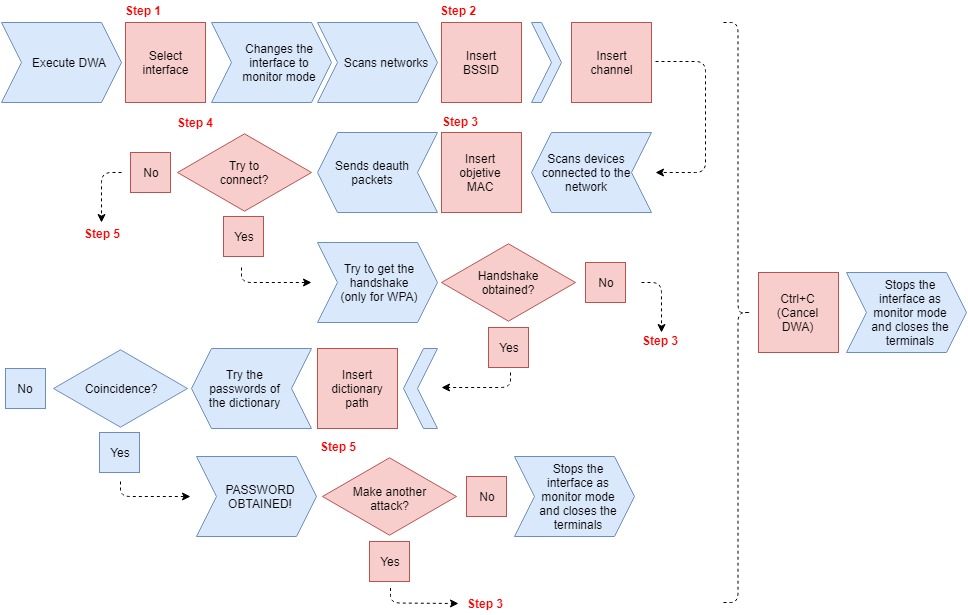 Step 1
Step 2
Execute DWA
Select
interface
Changes the
interface to
monitor mode
Scans networks
Insert
BSSID
Insert
channel
Step 4
Step 3
No
Try to
connect?
Sends deauth
packets
Insert
objetive
MAC
Scans devices
connected to the
network
Step 5
Yes
Try to get the
handshake
(only for WPA)
Handshake
obtained?
No
Step 3
Yes
Ctrl+C
(Cancel
DWA)
Stops the
interface as
monitor mode
and closes the
terminals
No
Coincidence?
Try the
passwords of
the dictionary
Insert
dictionary
path
Yes
Step 5
PASSWORD
OBTAINED!
Make another
attack?
No
Stops the
interface as
monitor mode
and closes the
terminals
Yes
Step 3